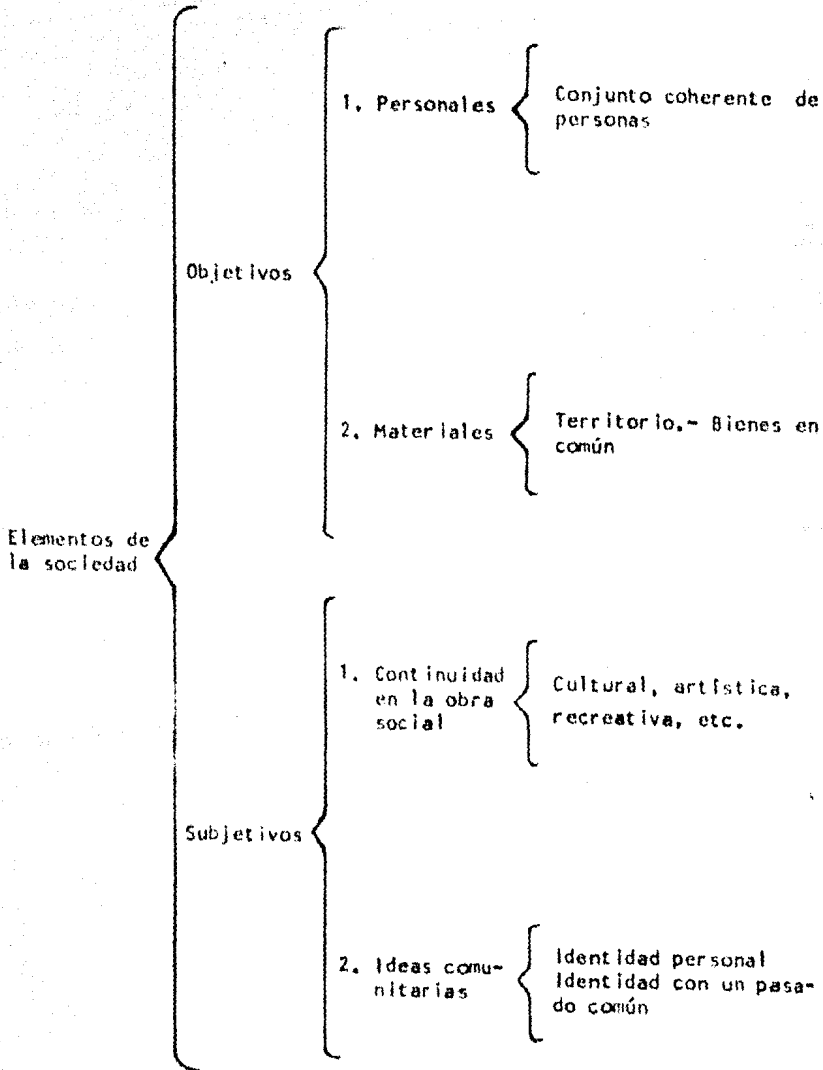 Elementos de
la sociedad
Objetivos
1. Personales
Conjunto coherente de
personas
2. Materiales
Territorio.- Bienes en
común
Subjetivos
1. Continuidad
en la obra
social
Cultural, artística,
recreativa, etc.
2. Ideas comu-
nitarias
Identidad personal
Identidad con un pasa-
do común